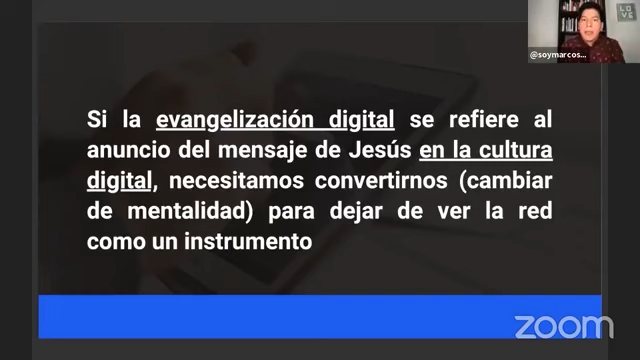 Si la evangelización digital se refiere al
anuncio del mensaje de Jesús en la cultura
digital, necesitamos convertirnos (cambiar
de mentalidad) para dejar de ver la red
como un instrumento
@soymarcos...
LOVE
zoom